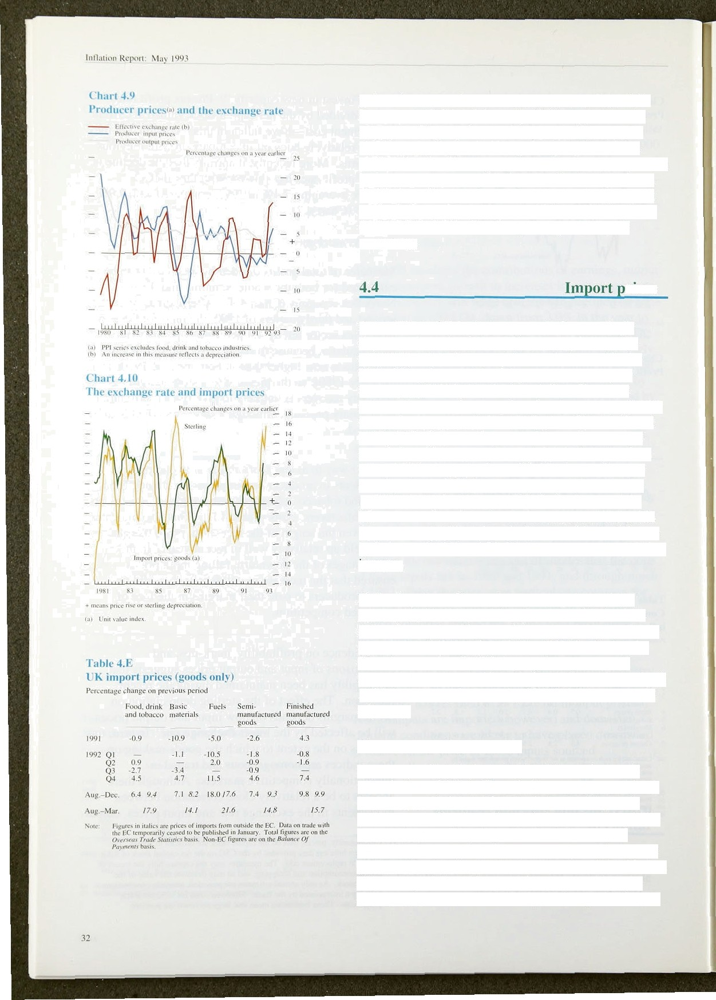 Inflation Report: May 1993
Chart 4.9
Producer prices(a) and the exchange rate
Effective exchange rate (b)
Producer input prices
Producer output prices
Percentage changes on a year earlier
25
20
15
10
5
+
0
–
5
10
15
20
1980 81 82 83 84 85 86 87 88 89 90 91 92 93
(a) PPI series excludes food, drink and tobacco industries.
(b) An increase in this measure reflects a depreciation.
Chart 4.10
The exchange rate and import prices
Percentage changes on a year earlier
Sterling
18
16
14
12
10
8
6
4
2
+
0
–
2
4
6
8
10
12
14
16
Import prices: goods (a)
1981 83 85 87 89 91 93
+ means price rise or sterling depreciation.
(a) Unit value index.
Table 4.E
UK import prices (goods only)
Percentage change on previous period
Food, drink Basic Fuels Semi- Finished
and tobacco materials manufactured manufactured
goods goods
1991 -0.9 -10.9 -5.0 -2.6 4.3
1992 Q1 — -1.1 -10.5 -1.8 -0.8
Q2 0.9 — 2.0 -0.9 -1.6
Q3 -2.7 -3.4 — -0.9 —
Q4 4.5 4.7 11.5 4.6 7.4
Aug.–Dec. 6.4 9.4 7.1 8.2 18.0 17.6 7.4 9.3 9.8 9.9
Aug.–Mar. 17.9 14.1 21.6 14.8 15.7
Note: Figures in italics are prices of imports from outside the EC. Data on trade with
the EC temporarily ceased to be published in January. Total figures are on the
Overseas Trade Statistics basis. Non-EC figures are on the Balance Of
Payments basis.
4.4 Import p
32